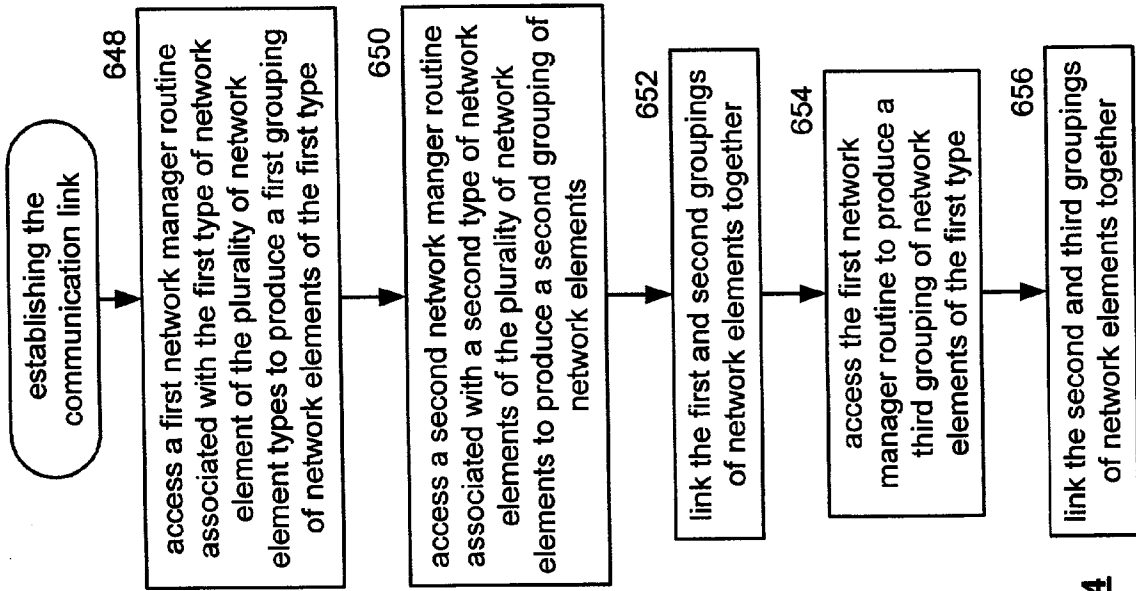 establishing the
communication link
648
access a first network manager routine
associated with the first type of network
element of the plurality of network
element types to produce a first grouping
of network elements of the first type
650
access a second network manger routine
associated with a second type of network
elements of the plurality of network
elements to produce a second grouping of
network elements
652
link the first and second groupings
of network elements together
654
access the first network
manager routine to produce a
third grouping of network
elements of the first type
656
link the second and third groupings
of network elements together
4